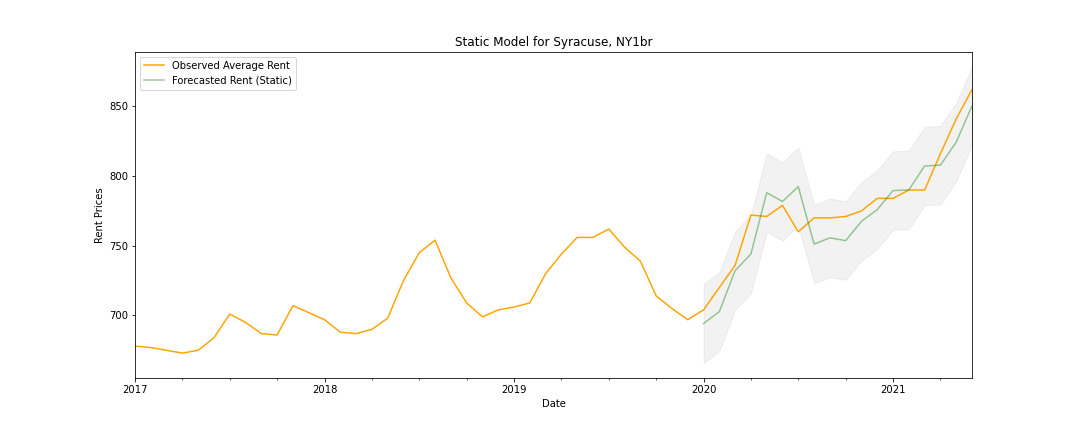 Static Model for Syracuse, NY1br
Observed Average Rent
Forecasted Rent (Static)
850
800
750
700
Rent Prices
2017 2018 2019 2020 2021
Date